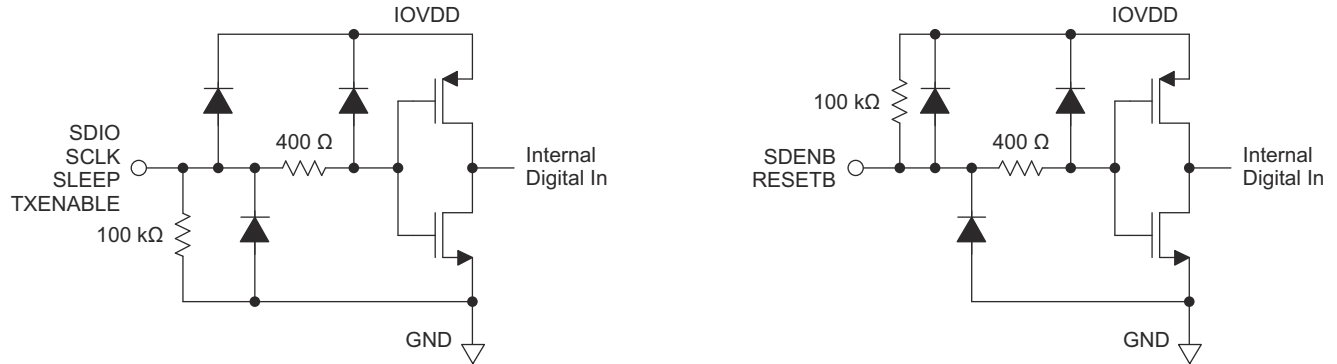 IOVDD
SDIO
SCLK
SLEEP
TXENABLE
400 Ω
100 kΩ
Internal
Digital In
GND
IOVDD
100 kΩ
SDENB
RESETB
400 Ω
Internal
Digital In
GND